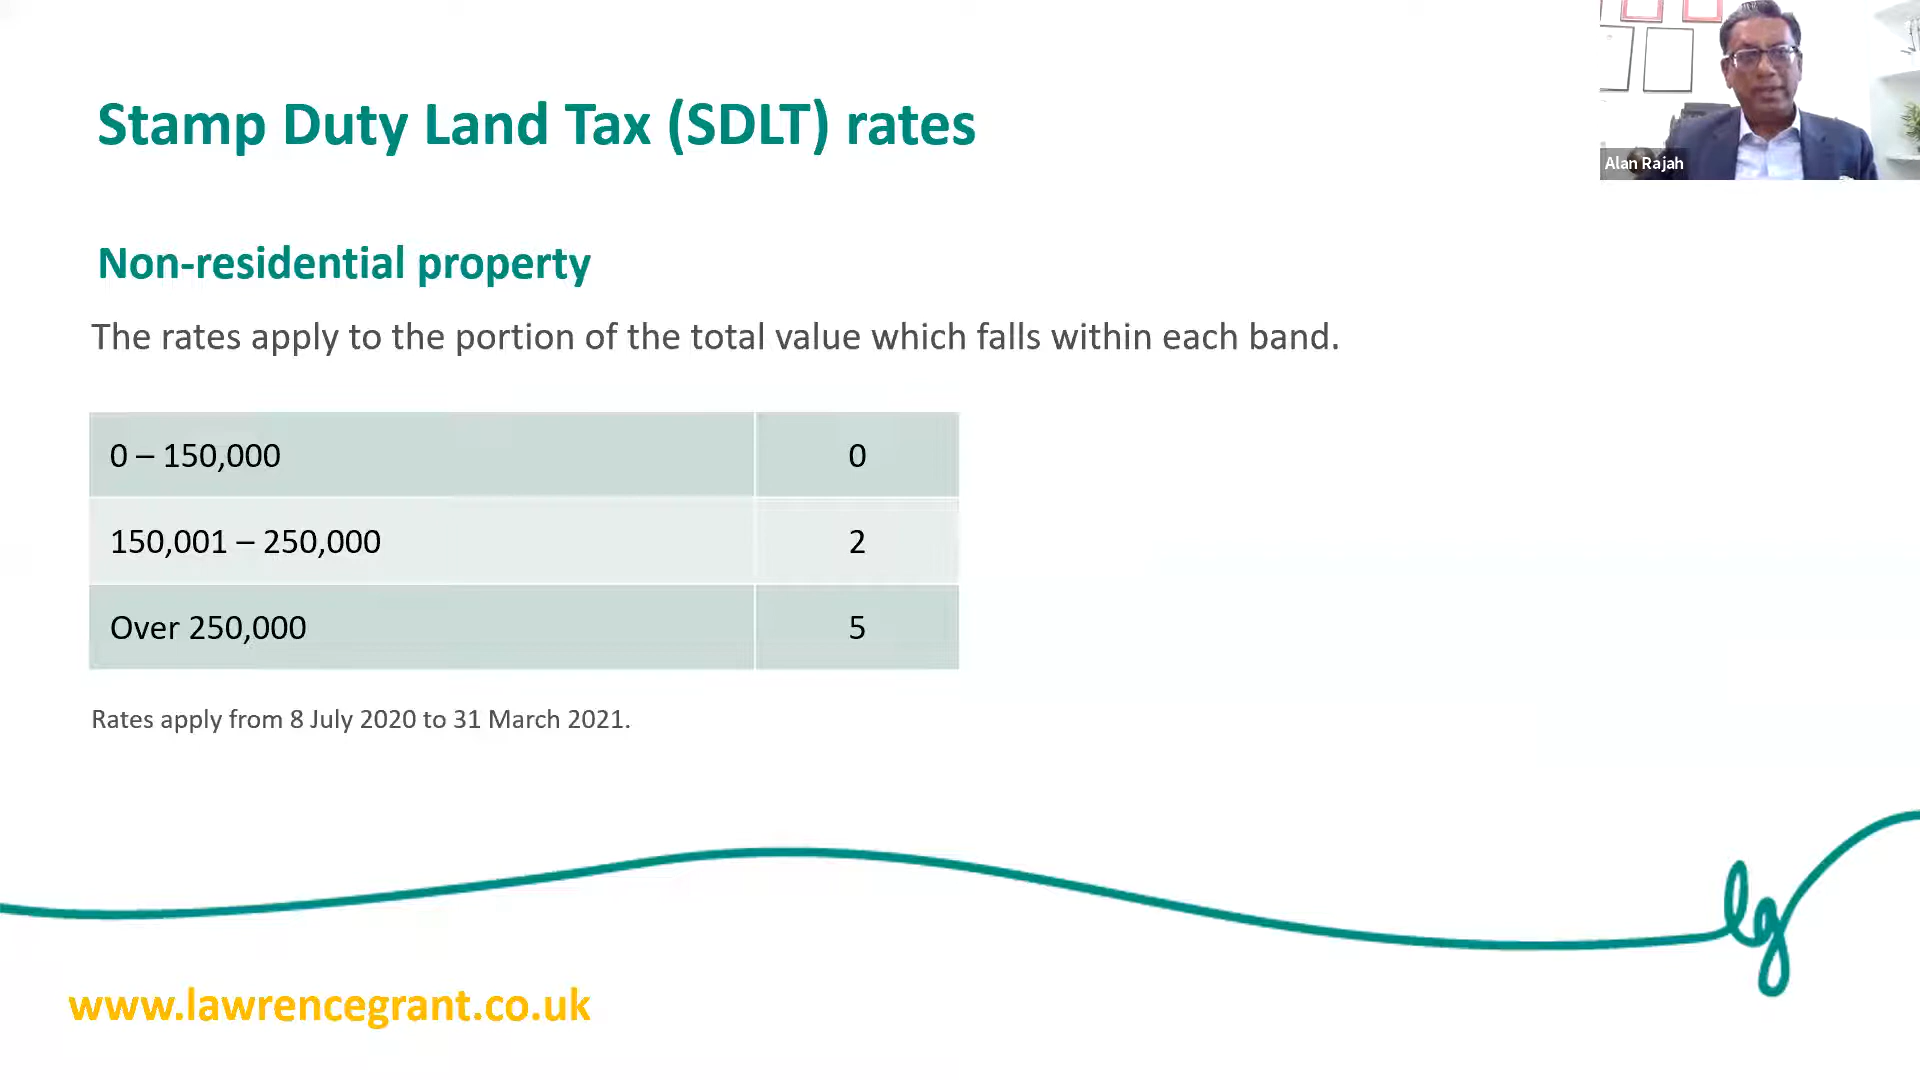 Stamp Duty Land Tax (SDLT) rates
Alan Rajah
Non-residential property
The rates apply to the portion of the total value which falls within each band.
0 – 150,000 0
150,001 – 250,000 2
Over 250,000 5
Rates apply from 8 July 2020 to 31 March 2021.
lg
www.lawrencegrant.co.uk